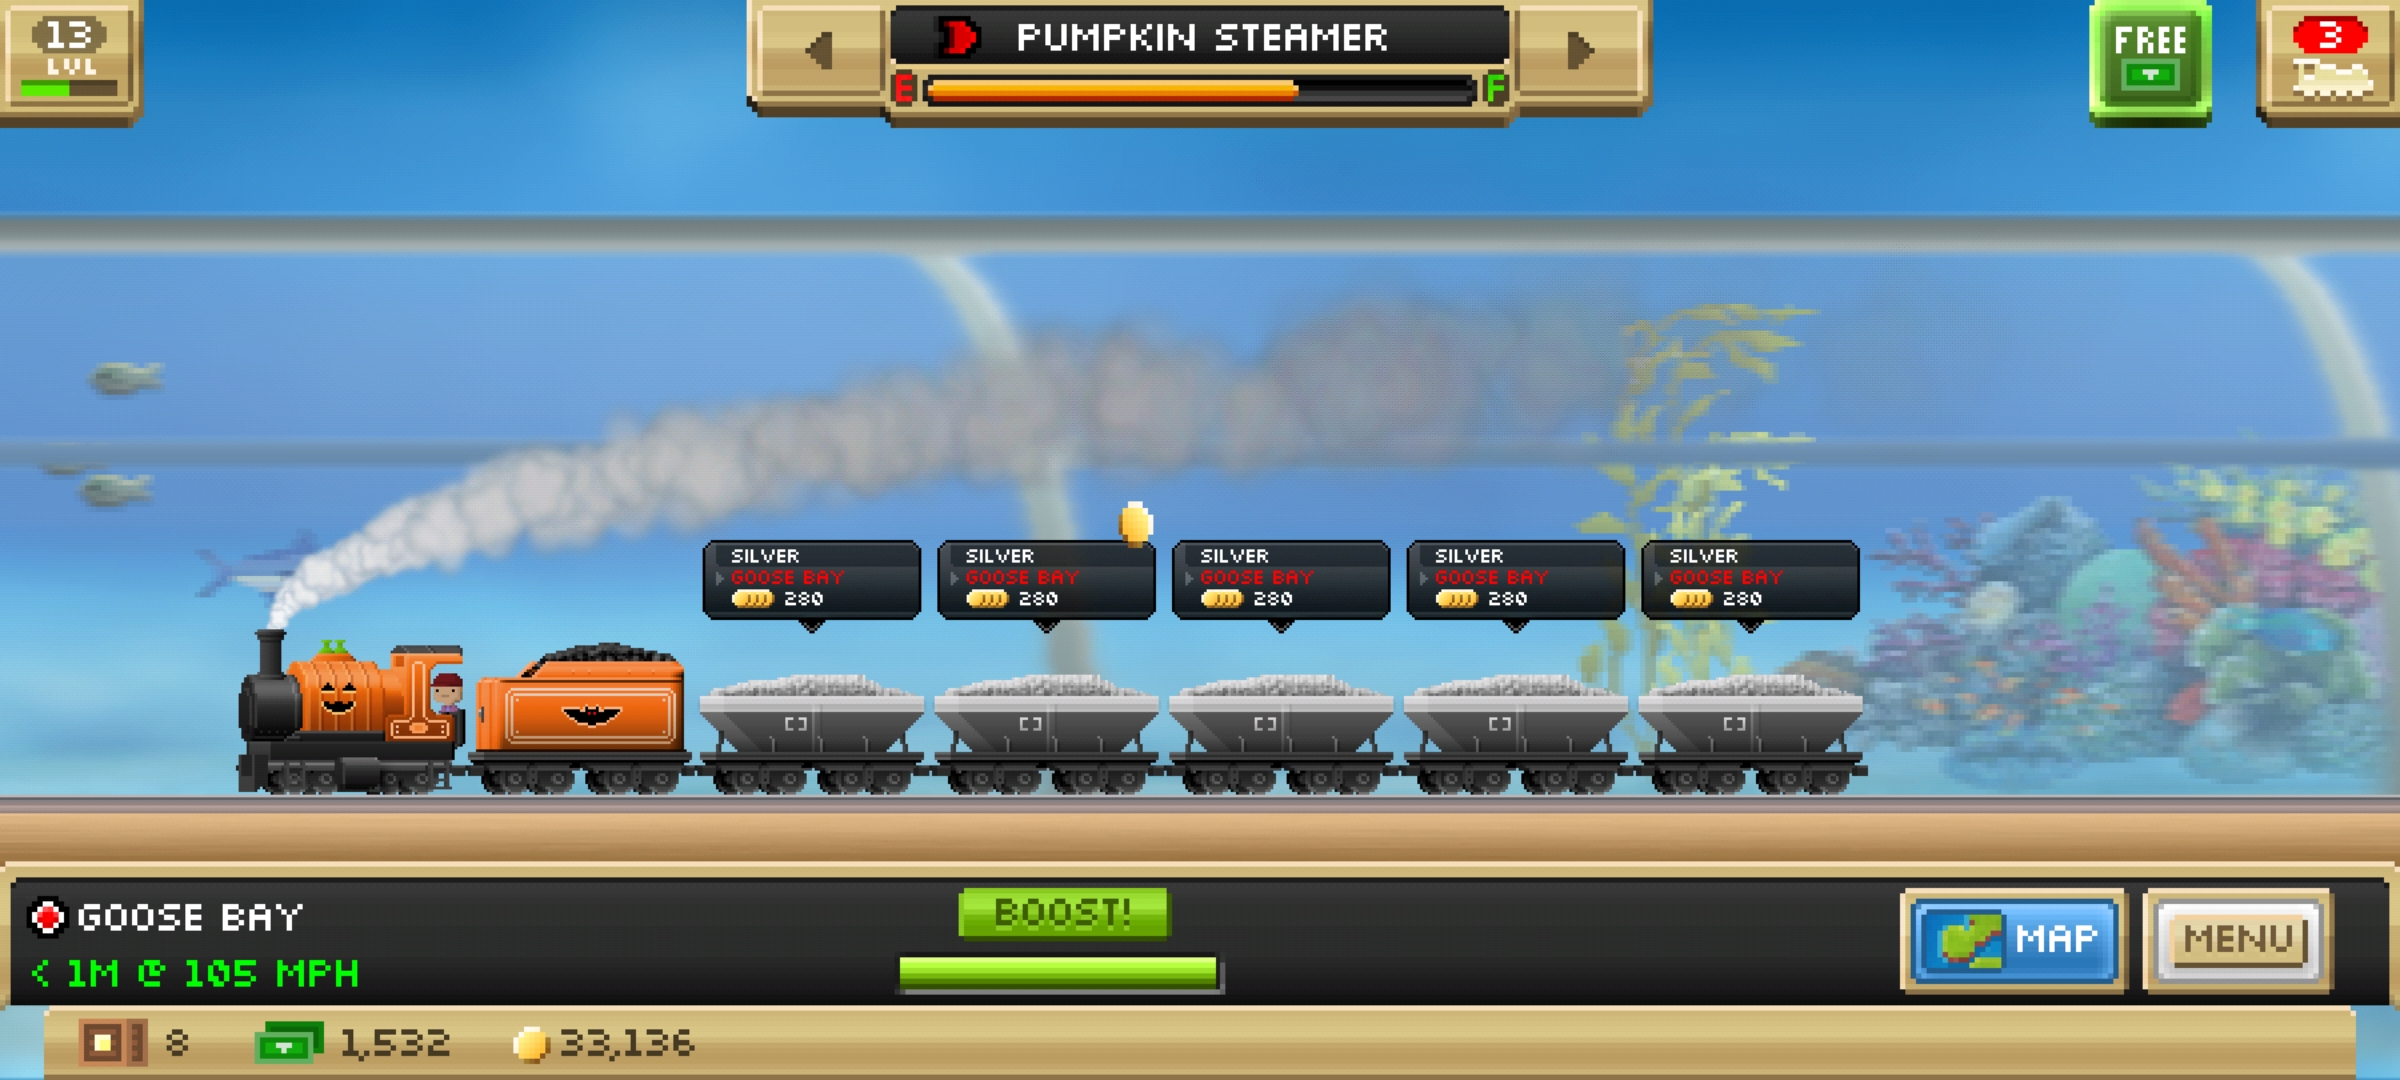 13
LVL
PUMPKIN STEAMER
E F
FREE
3
SILVER
GOOSE BAY
280
SILVER
GOOSE BAY
280
SILVER
GOOSE BAY
280
SILVER
GOOSE BAY
280
SILVER
GOOSE BAY
280
GOOSE BAY
< 1M @ 105 MPH
BOOST!
MAP
MENU
8 1,532 33,136